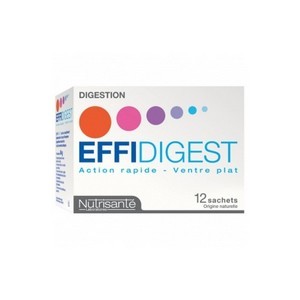 DIGESTION
EFFIDIGEST
Action rapide - Ventre plat
Nutrisanté
12 sachets
Origine naturelle